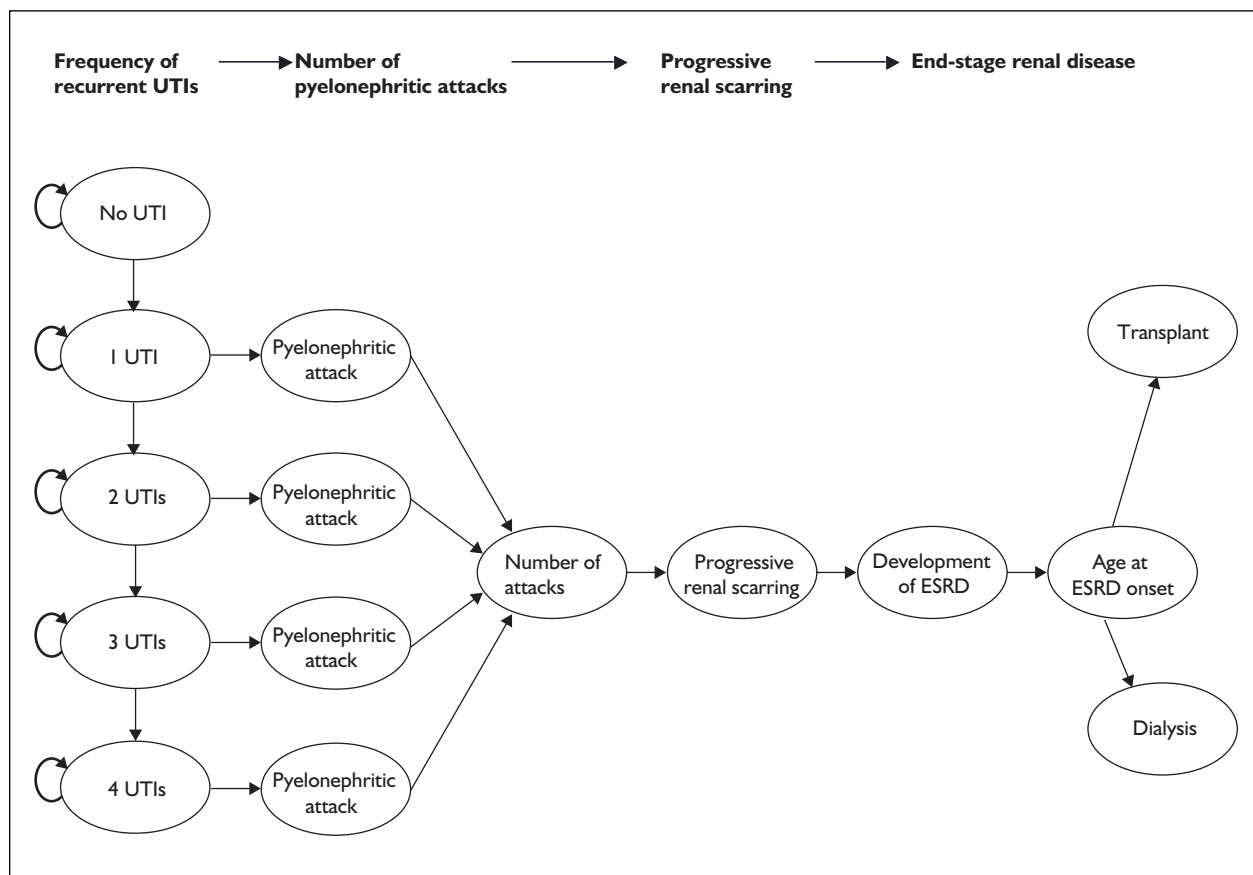 Frequency of
recurrent UTIs
Number of
pyelonephritic attacks
Progressive
renal scarring
End-stage renal disease
No UTI
1 UTI
Pyelonephritic
attack
Transplant
2 UTIs
Pyelonephritic
attack
Number of
attacks
Progressive
renal scarring
Development
of ESRD
Age at
ESRD onset
3 UTIs
Pyelonephritic
attack
Dialysis
4 UTIs
Pyelonephritic
attack